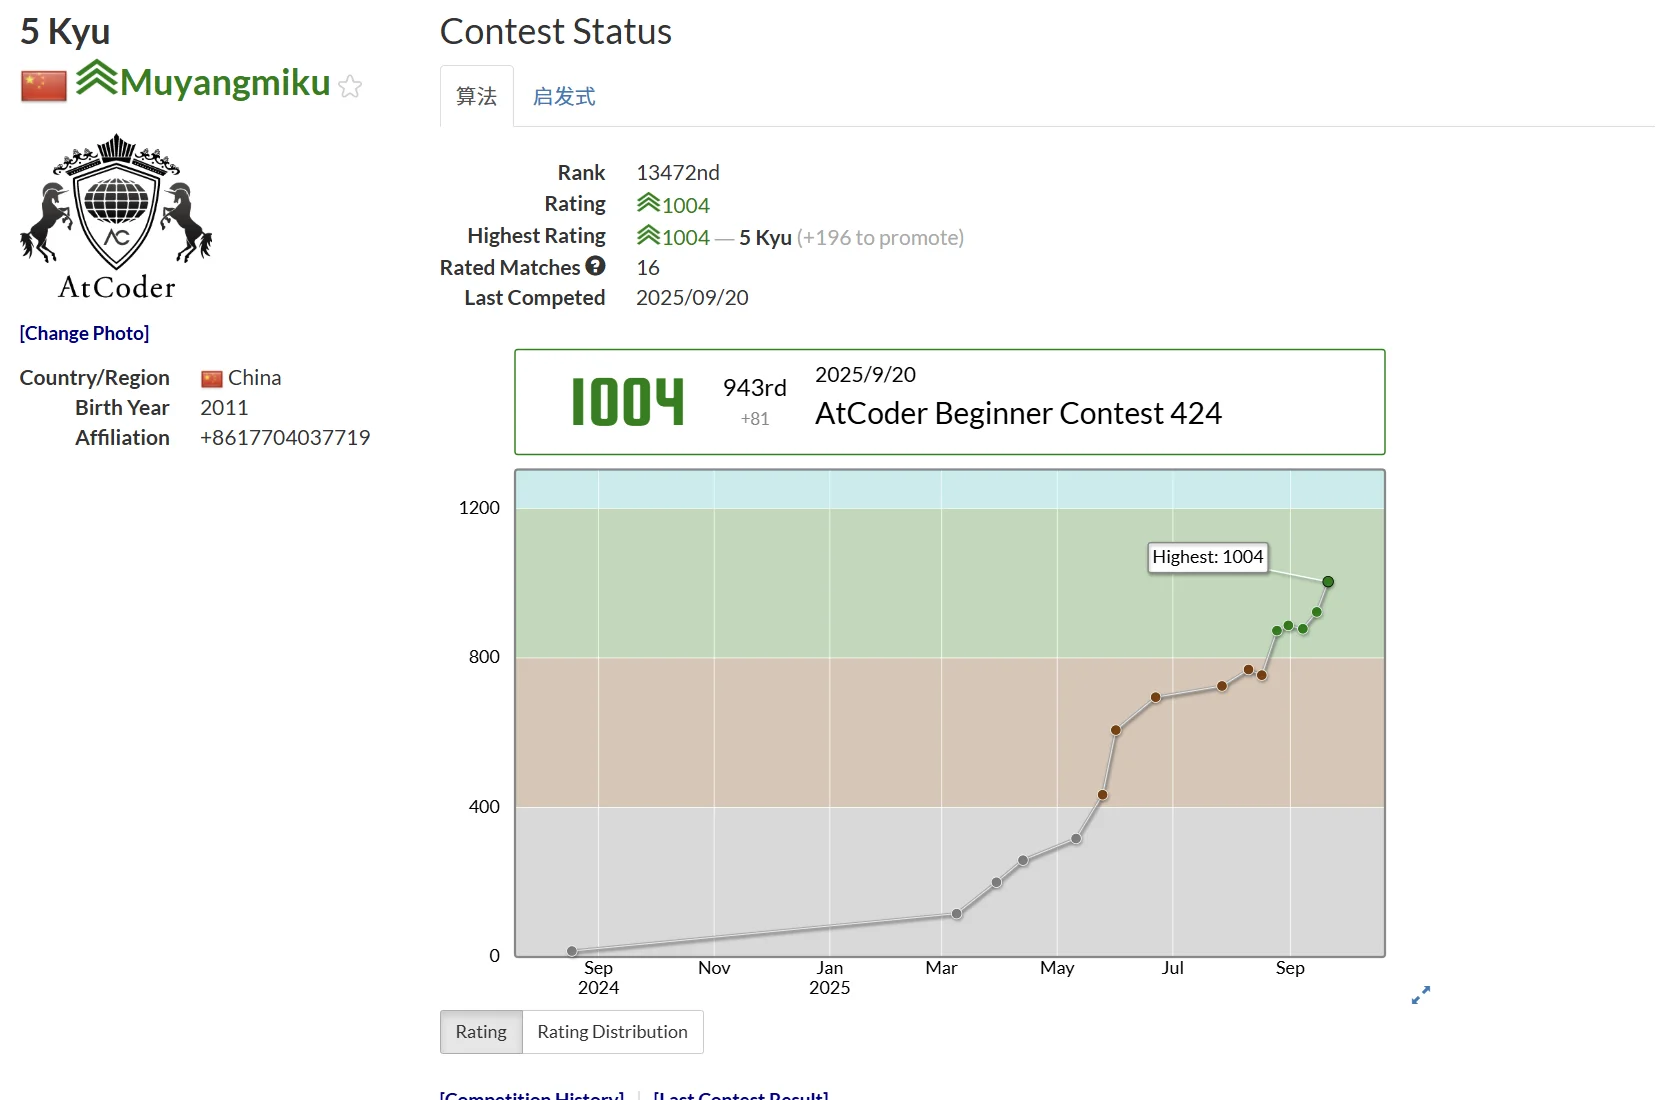 5 Kyu
Muyangmiku
AC
AtCoder
[Change Photo]
Country/Region China
Birth Year 2011
Affiliation +8617704037719
Contest Status
算法 启发式
Rank 13472nd
Rating 1004
Highest Rating 1004 — 5 Kyu (+196 to promote)
Rated Matches ? 16
Last Competed 2025/09/20
1004 943rd +81 2025/9/20 AtCoder Beginner Contest 424
Highest: 1004
1200
800
400
0
Sep Nov Jan Mar May Jul Sep
2024 2025
Rating Rating Distribution
[Competition History] | [Last Contest Result]